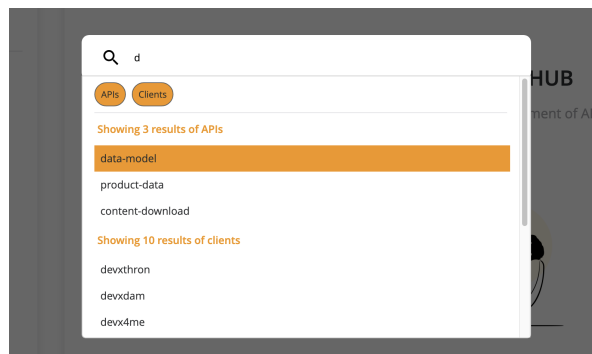 d
HUB
APIs Clients
ment of
Showing 3 results of APIs
data-model
product-data
content-download
Showing 10 results of clients
devxthron
devxdam
devx4me